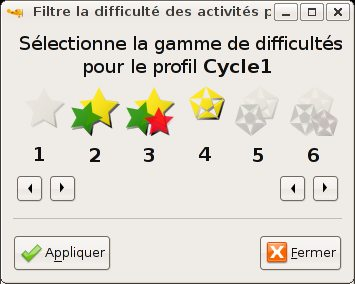 Filtre la difficulté des activités p
Sélectionne la gamme de difficultés
pour le profil Cycle1
1 2 3 4 5 6
Appliquer Fermer